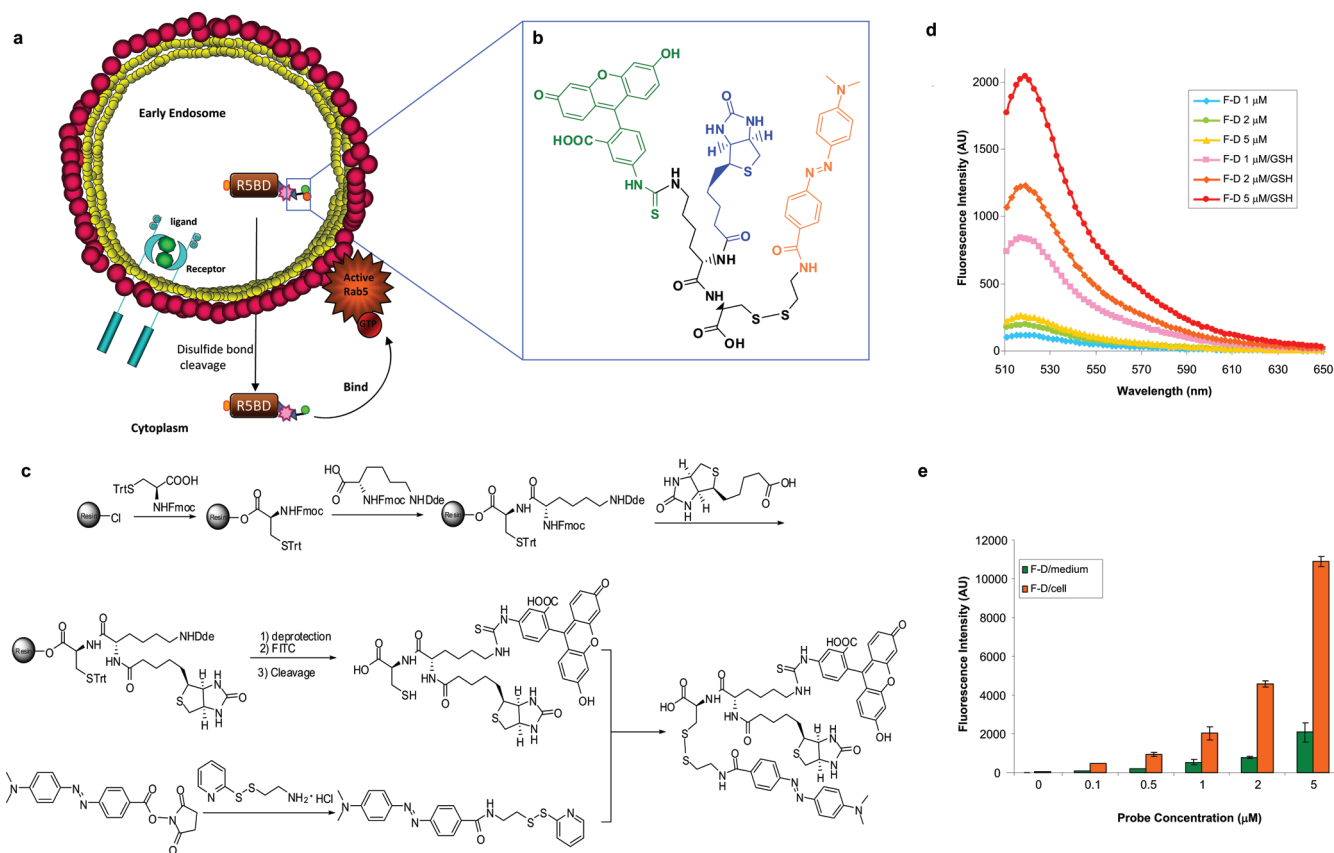 a
Early Endosome
R5BD
ligand
Receptor
Active
Rab5
GTP
Disulfide bond
cleavage
Bind
R5BD
Cytoplasm
b
OH
O
O
COOH
NH
NH
S
O
HN
NH
H
H
S
O
NH
O
NH
O
OH
S
S
N
N
N
O
NH
d
Fluorescence Intensity (AU)
2000
1500
1000
500
0
510 530 550 570 590 610 630 650
Wavelength (nm)
F-D 1 µM
F-D 2 µM
F-D 5 µM
F-D 1 µM/GSH
F-D 2 µM/GSH
F-D 5 µM/GSH
c
Resin Cl
TrtS COOH
NHFmoc
Resin O
O
NHFmoc
STrt
HO
O
NHFmoc NHDde
Resin O
O
H
N
O
NHDde
NHFmoc
STrt
H
S
O
HN
N
H
H
O
OH
Resin O
O
H
N
O
NHDde
HN
STrt
O
S
H
H
NH
N
H
O
1) deprotection
2) FITC
3) Cleavage
HO
O
H
N
O
SH
HN
O
H
N
S
NH
HOOC
O
O
OH
S
H
H
NH
N
H
O
N
N
N
O
O
N
O
O
N
S
S
NH2 • HCl
N
N
N
O
H
N
S
S
N
HO
O
H
N
O
HN
O
H
N
S
NH
HOOC
O
O
OH
S
H
H
NH
N
H
O
S
S
N
H
O
N
N
N
e
Fluorescence Intensity (AU)
12000
10000
8000
6000
4000
2000
0
F-D/medium
F-D/cell
0 0.1 0.5 1 2 5
Probe Concentration (µM)